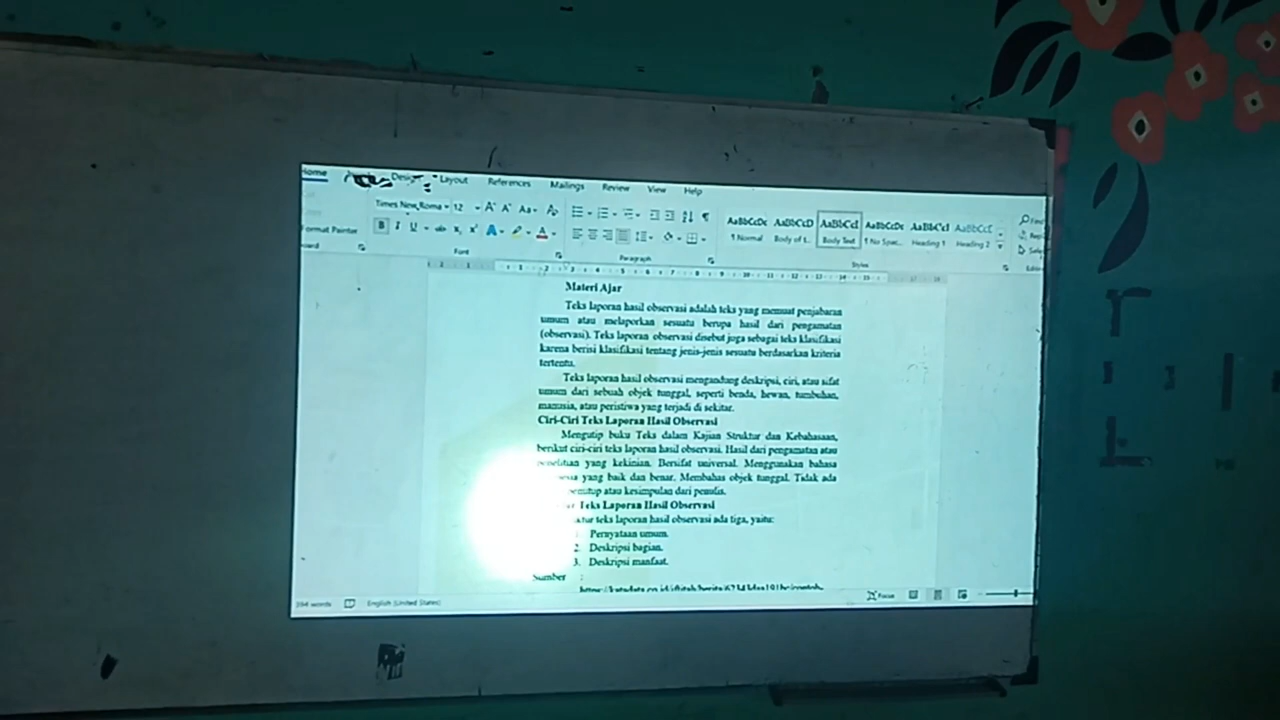 Home Design Layout References Mailings Review View Help
Times New Roma 12
Format Painter
Font Paragraph Styles
AaBbCcDc AaBbCcD AaBbCcI AaBbCcDc AaBbCcI AaBbCcE
¶ Normal Body of t... Body Text ¶ No Spac... Heading 1 Heading 2
Materi Ajar
Teks laporan hasil observasi adalah teks yang memuat penjabaran
umum atau melaporkan sesuatu berupa hasil dari pengamatan
(observasi). Teks laporan observasi disebut juga sebagai teks klasifikasi
karena berisi klasifikasi tentang jenis-jenis sesuatu berdasarkan kriteria
tertentu.
Teks laporan hasil observasi mengandung deskripsi, ciri, atau sifat
umum dari sebuah objek tunggal, seperti benda, hewan, tumbuhan,
manusia, atau peristiwa yang terjadi di sekitar.
Ciri-Ciri Teks Laporan Hasil Observasi
Mengutip buku Teks dalam Kajian Struktur dan Kebahasaan,
berikut ciri-ciri teks laporan hasil observasi. Hasil dari pengamatan atau
penelitian yang kekinian. Bersifat universal. Menggunakan bahasa
yang baik dan benar. Membahas objek tunggal. Tidak ada
penutup atau kesimpulan dari penulis.
Teks Laporan Hasil Observasi
teks laporan hasil observasi ada tiga, yaitu:
Pernyataan umum.
2. Deskripsi bagian.
3. Deskripsi manfaat.
Sumber :
394 words English (United States) Focus